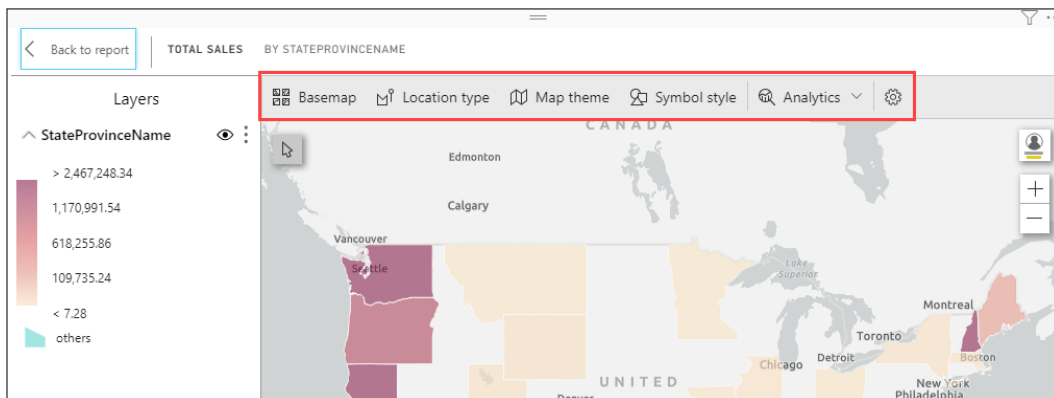 Back to report
TOTAL SALES BY STATEPROVINCENAME
Layers
StateProvinceName
> 2,467,248.34
1,170,991.54
618,255.86
109,735.24
< 7.28
others
Basemap Location type Map theme Symbol style Analytics
CANADA
Edmonton
Calgary
Vancouver
Seattle
Lake
Superior
Montreal
Toronto
Detroit
Boston
Chicago
UNITED
New York
Philadelphia
Denver